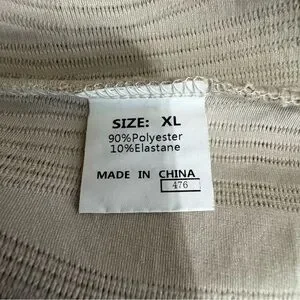 SIZE: XL
90%Polyester
10%Elastane
MADE IN CHINA
476